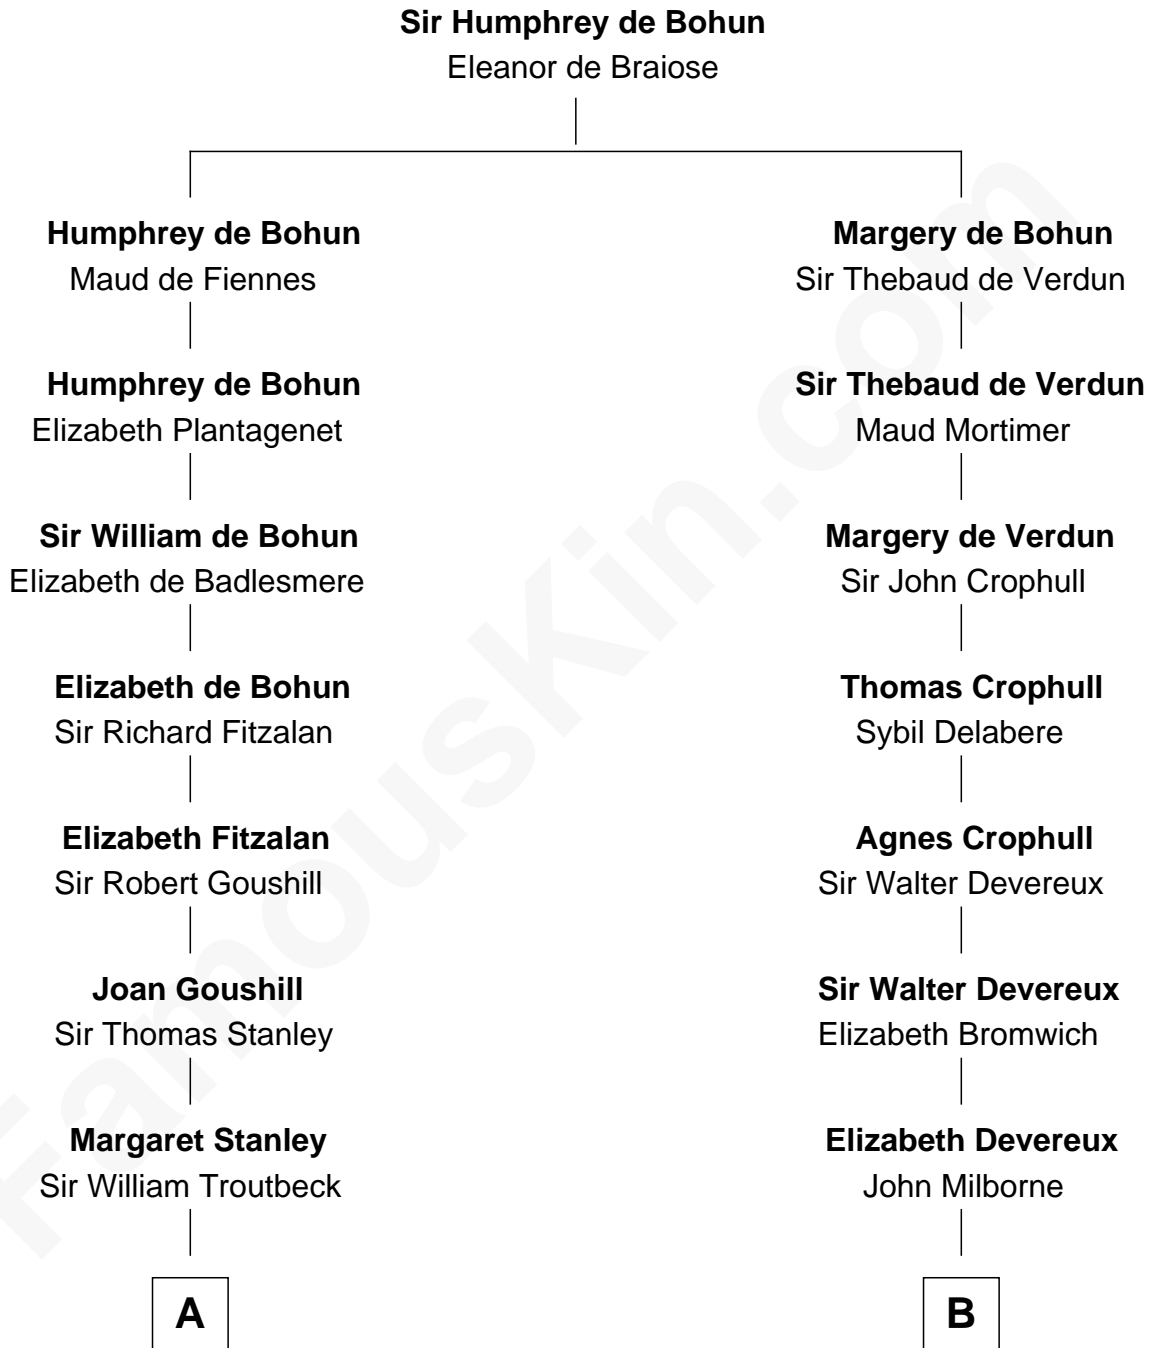 Sir Humphrey de Bohun
Eleanor de Braiose
Humphrey de Bohun
Maud de Fiennes
Margery de Bohun
Sir Thebaud de Verdun
Humphrey de Bohun
Elizabeth Plantagenet
Sir Thebaud de Verdun
Maud Mortimer
Sir William de Bohun
Elizabeth de Badlesmere
Margery de Verdun
Sir John Crophull
Elizabeth de Bohun
Sir Richard Fitzalan
Thomas Crophull
Sybil Delabere
Elizabeth Fitzalan
Sir Robert Goushill
Agnes Crophull
Sir Walter Devereux
Joan Goushill
Sir Thomas Stanley
Sir Walter Devereux
Elizabeth Bromwich
Margaret Stanley
Sir William Troutbeck
Elizabeth Devereux
John Milborne
A
B
FamousKin.com